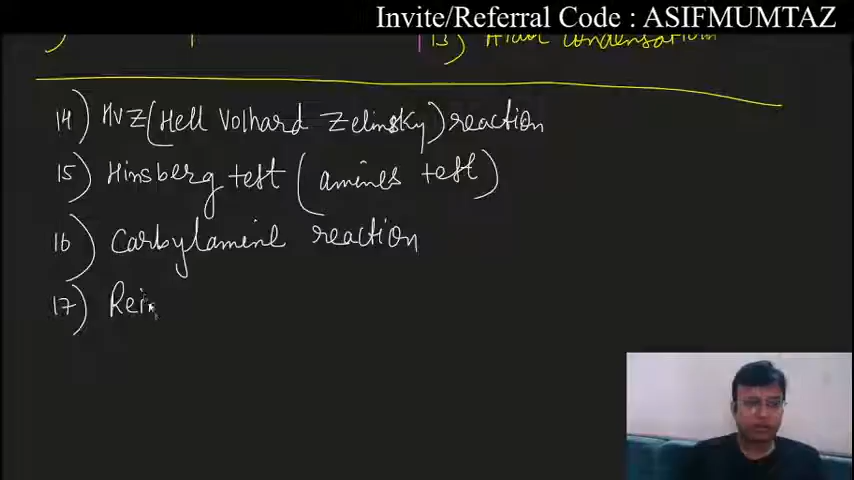 Invite/Referral Code : ASIFMUMTAZ
13) Aldol condensation
14) HVZ (Hell Volhard Zelinsky) reaction
15) Hinsberg test (amines test)
16) Carbylamine reaction
17) Rei